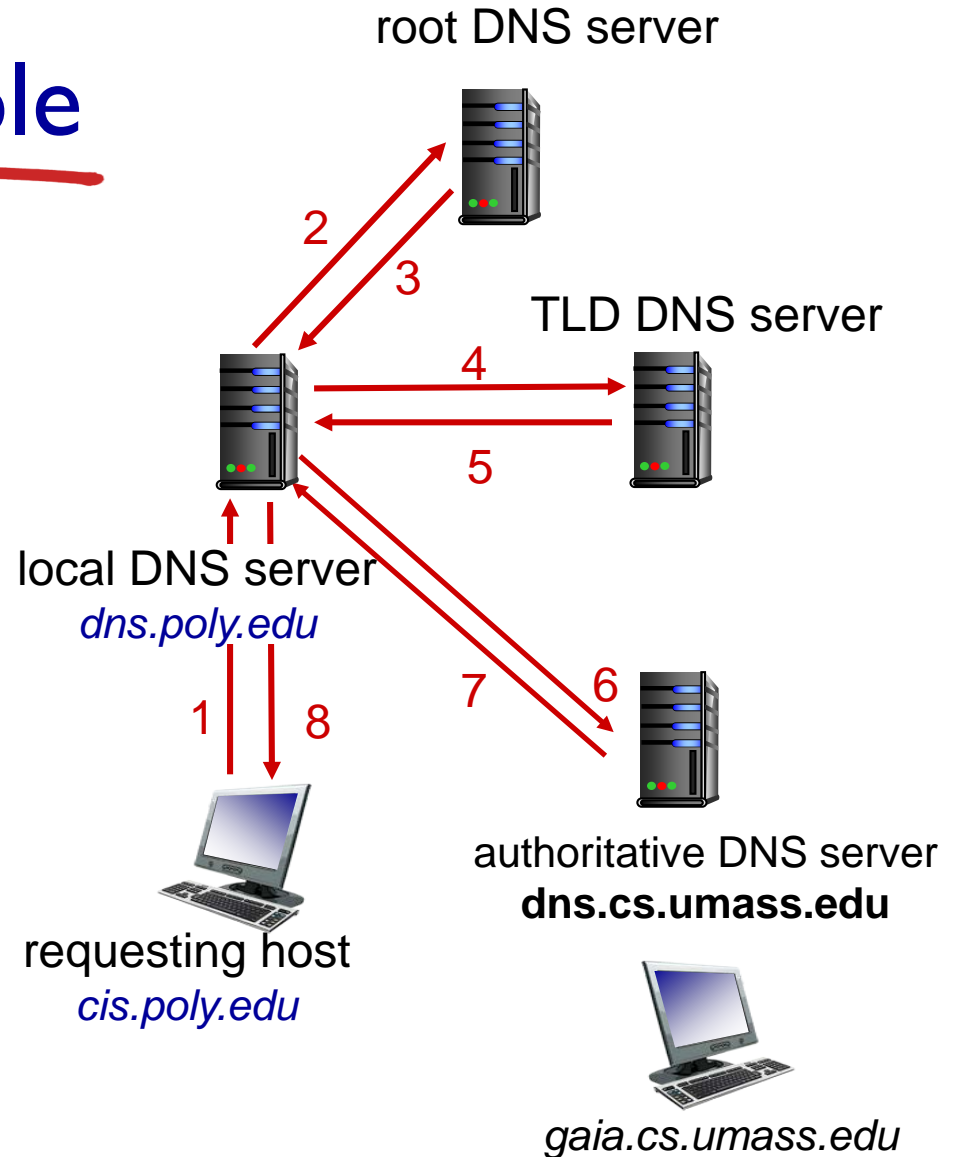 root DNS server
2
3
TLD DNS server
4
5
local DNS server
dns.poly.edu
1
8
7
6
authoritative DNS server
dns.cs.umass.edu
requesting host
cis.poly.edu
gaia.cs.umass.edu